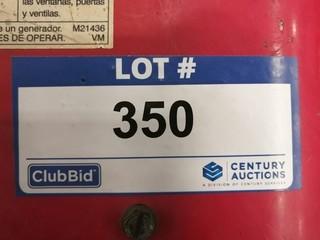 las ventanas, puertas
y ventilas.
e un generador. M21436
ES DE OPERAR. VM
LOT #
350
ClubBid
CENTURY
AUCTIONS
A DIVISION OF CENTURY SERVICES